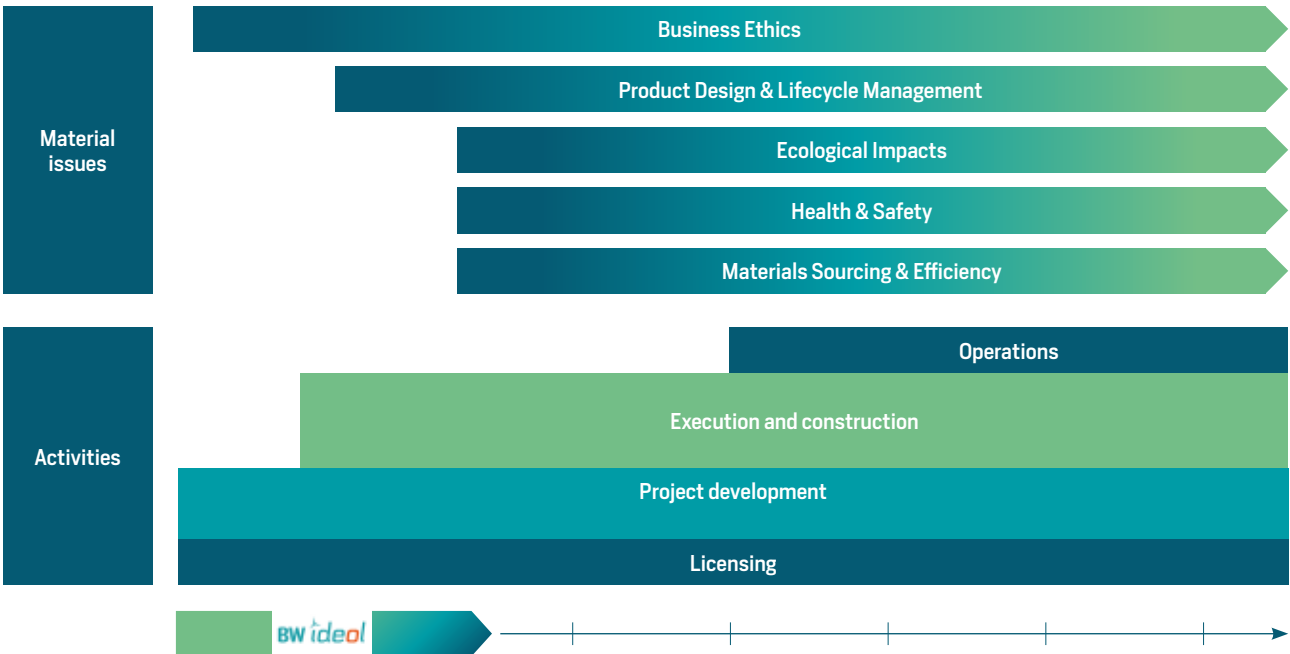 Material
issues
Business Ethics
Product Design & Lifecycle Management
Ecological Impacts
Health & Safety
Materials Sourcing & Efficiency
Activities
Operations
Execution and construction
Project development
Licensing
BW ideol